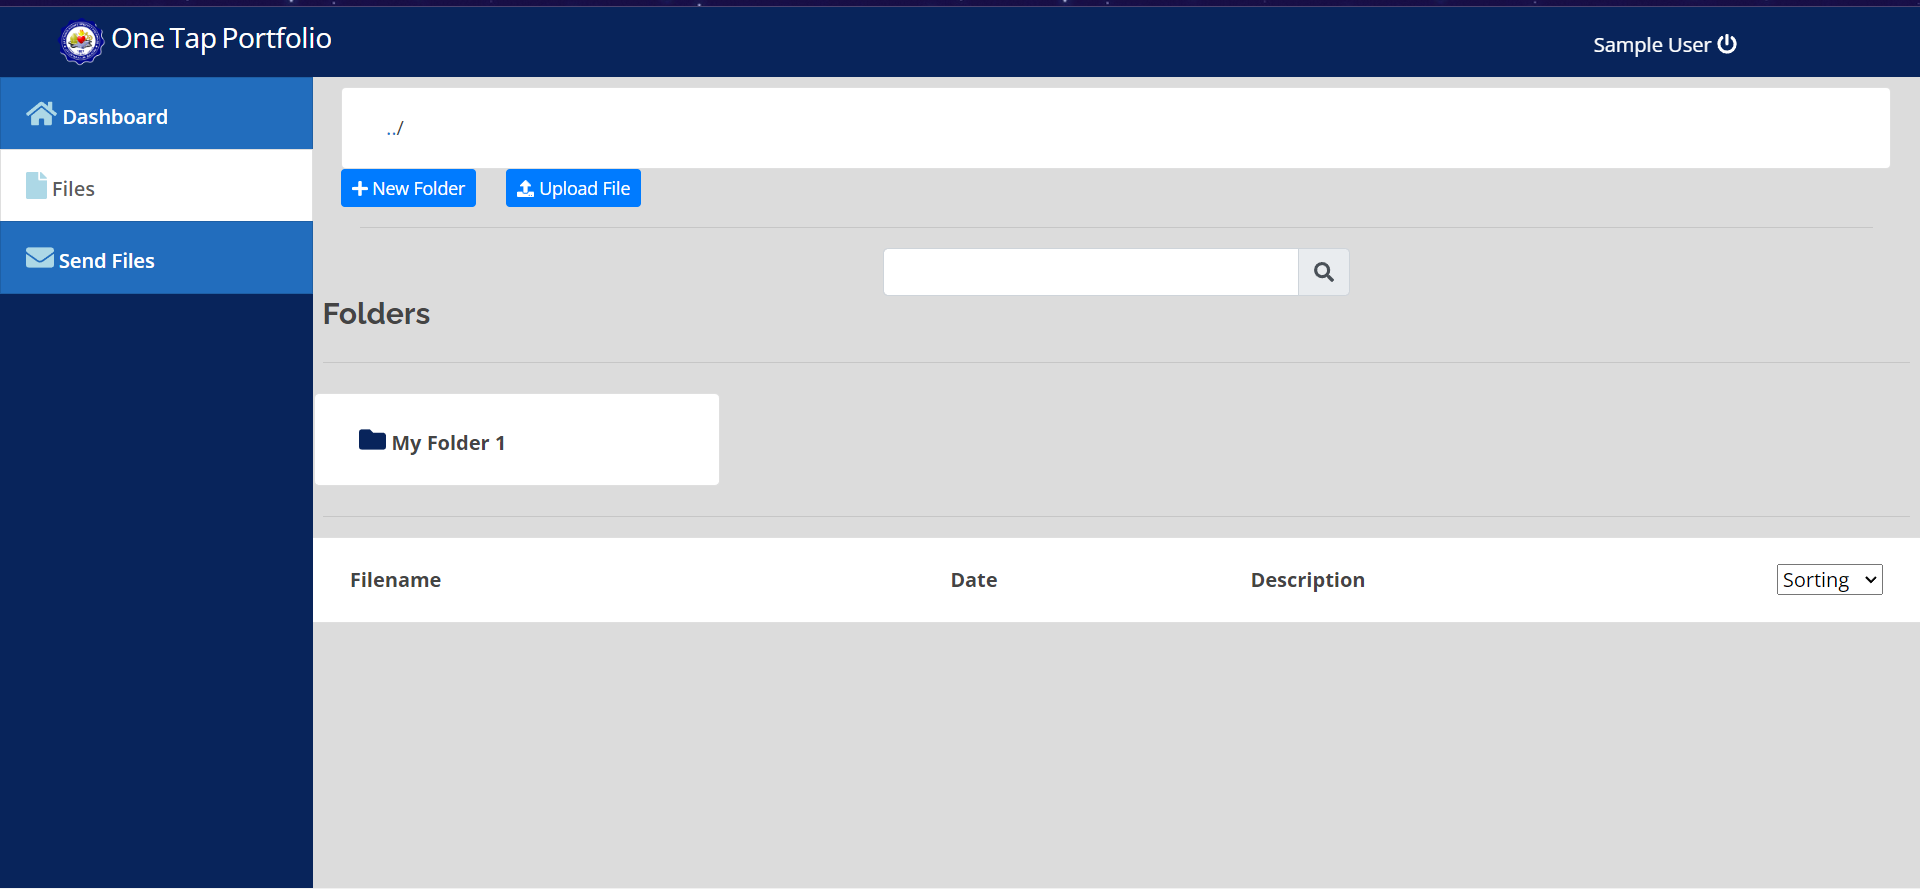 One Tap Portfolio
Sample User
Dashboard
Files
Send Files
../
New Folder
Upload File
Folders
My Folder 1
Filename Date Description Sorting